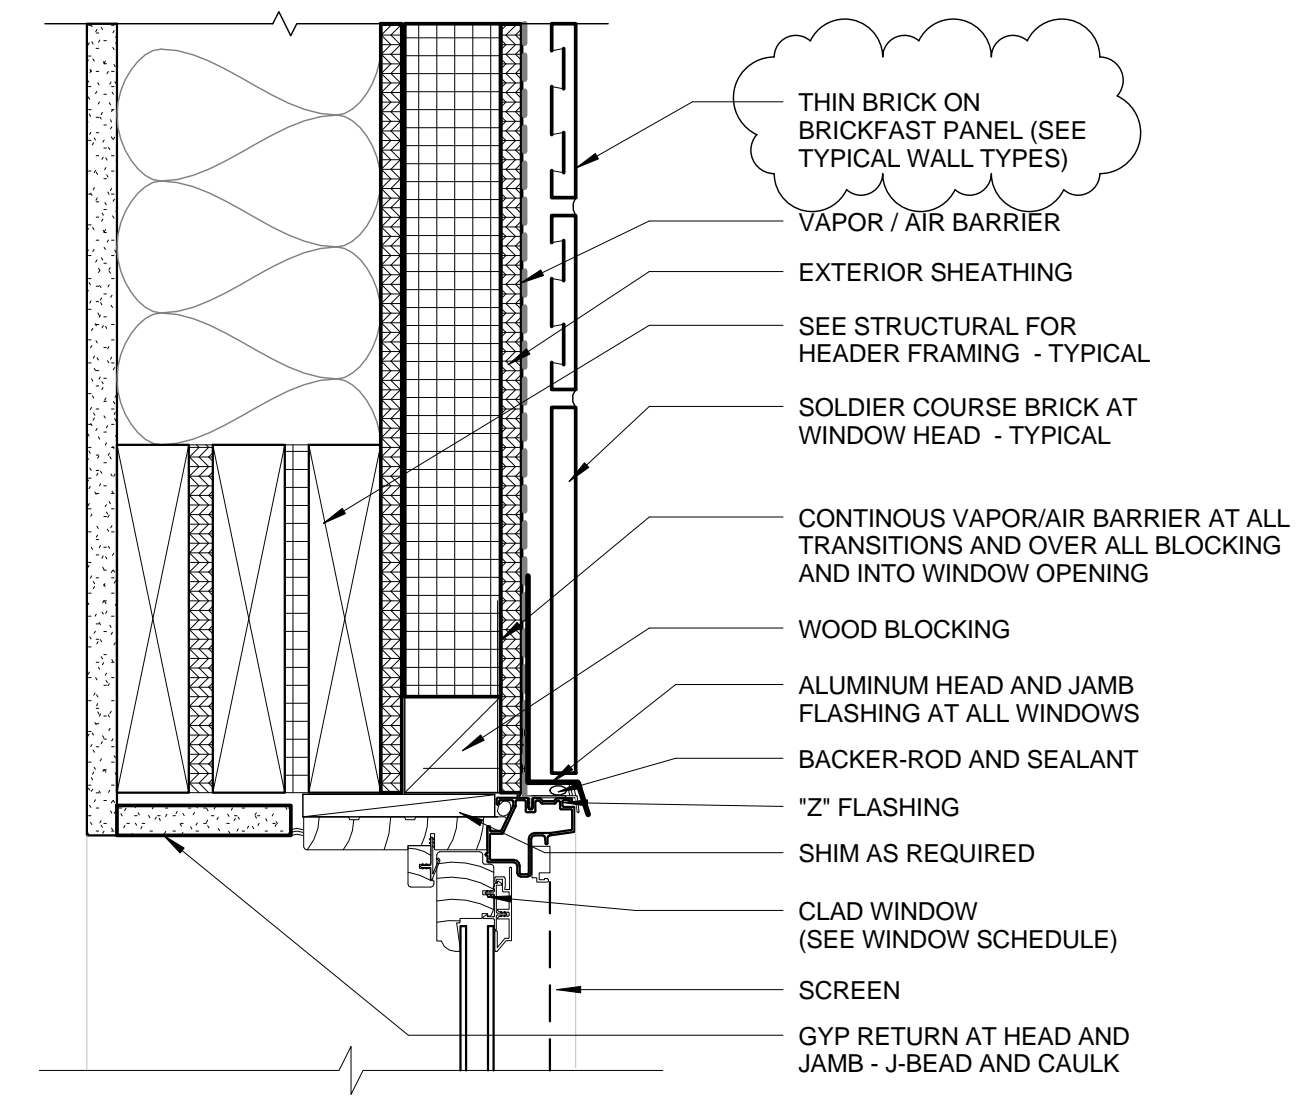 THIN BRICK ON
BRICKFAST PANEL (SEE
TYPICAL WALL TYPES)
VAPOR / AIR BARRIER
EXTERIOR SHEATHING
SEE STRUCTURAL FOR
HEADER FRAMING - TYPICAL
SOLDIER COURSE BRICK AT
WINDOW HEAD - TYPICAL
CONTINOUS VAPOR/AIR BARRIER AT ALL
TRANSITIONS AND OVER ALL BLOCKING
AND INTO WINDOW OPENING
WOOD BLOCKING
ALUMINUM HEAD AND JAMB
FLASHING AT ALL WINDOWS
BACKER-ROD AND SEALANT
"Z" FLASHING
SHIM AS REQUIRED
CLAD WINDOW
(SEE WINDOW SCHEDULE)
SCREEN
GYP RETURN AT HEAD AND
JAMB - J-BEAD AND CAULK